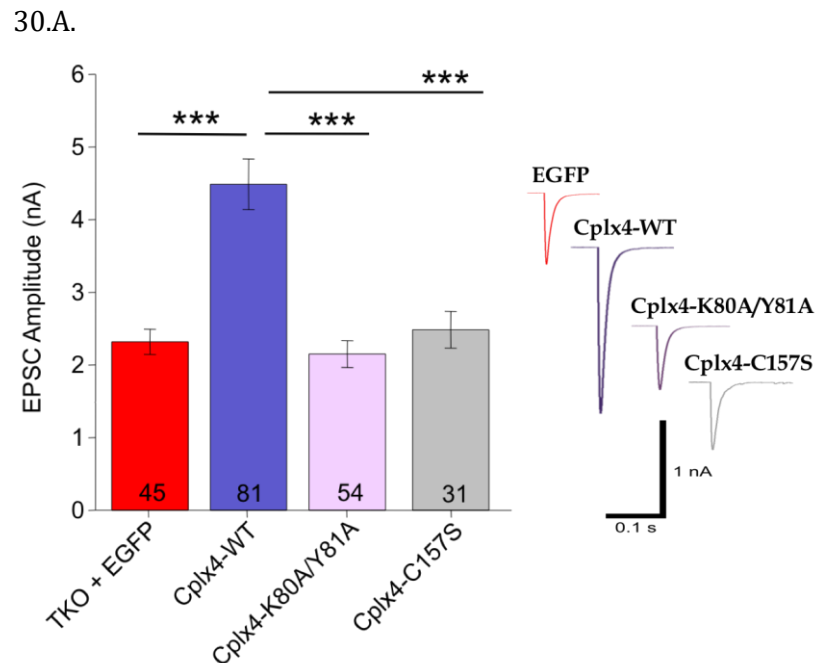 30.A.
***
***
***
6
5
4
3
2
1
0
EPSC Amplitude (nA)
45
81
54
31
TKO + EGFP
Cplx4-WT
Cplx4-K80A/Y81A
Cplx4-C157S
EGFP
Cplx4-WT
Cplx4-K80A/Y81A
Cplx4-C157S
1 nA
0.1 s